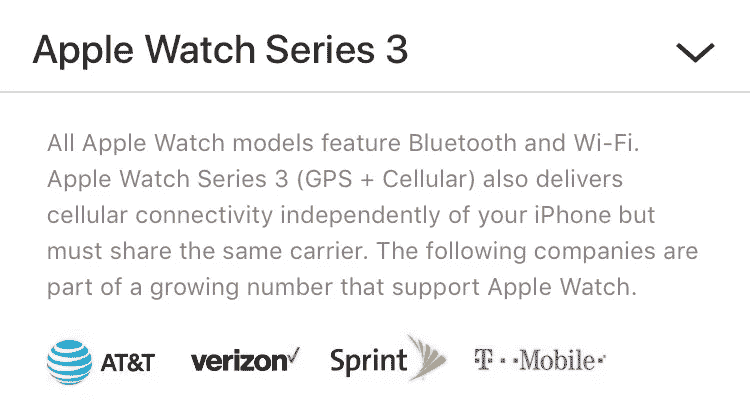 Apple Watch Series 3
All Apple Watch models feature Bluetooth and Wi-Fi.
Apple Watch Series 3 (GPS + Cellular) also delivers
cellular connectivity independently of your iPhone but
must share the same carrier. The following companies are
part of a growing number that support Apple Watch.
AT&T verizon✓ Sprint T··Mobile·